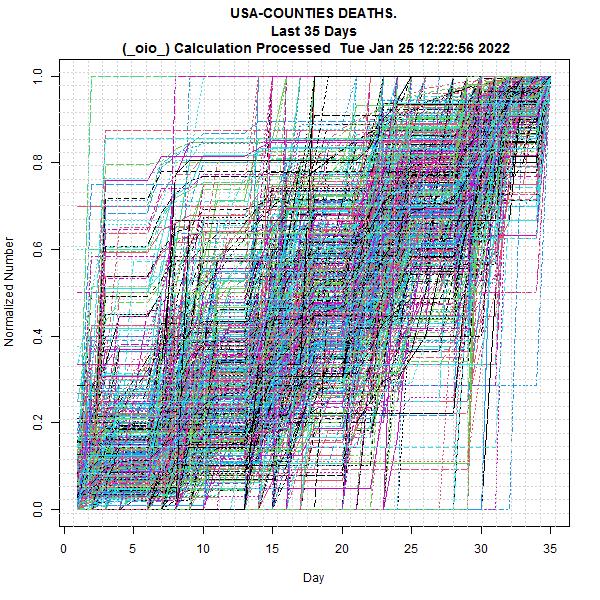 USA-COUNTIES DEATHS.
Last 35 Days
(_oio_) Calculation Processed  Tue Jan 25 12:22:56 2022
Normalized Number
1.0
0.8
0.6
0.4
0.2
0.0
0 5 10 15 20 25 30 35
Day